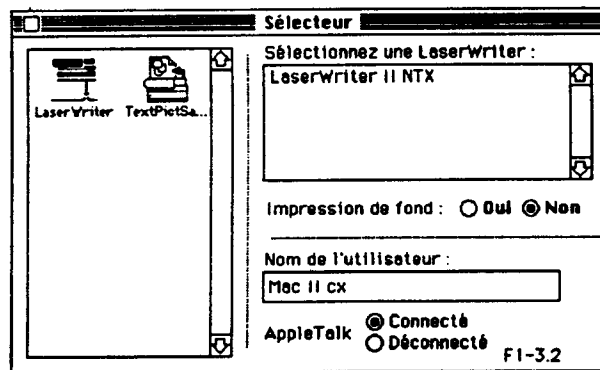 Sélecteur
LaserWriter TextPictSa...
Sélectionnez une LaserWriter :
LaserWriter II NTX
Impression de fond : Oui Non
Nom de l'utilisateur :
Mac II cx
AppleTalk Connecté
Déconnecté
F1-3.2